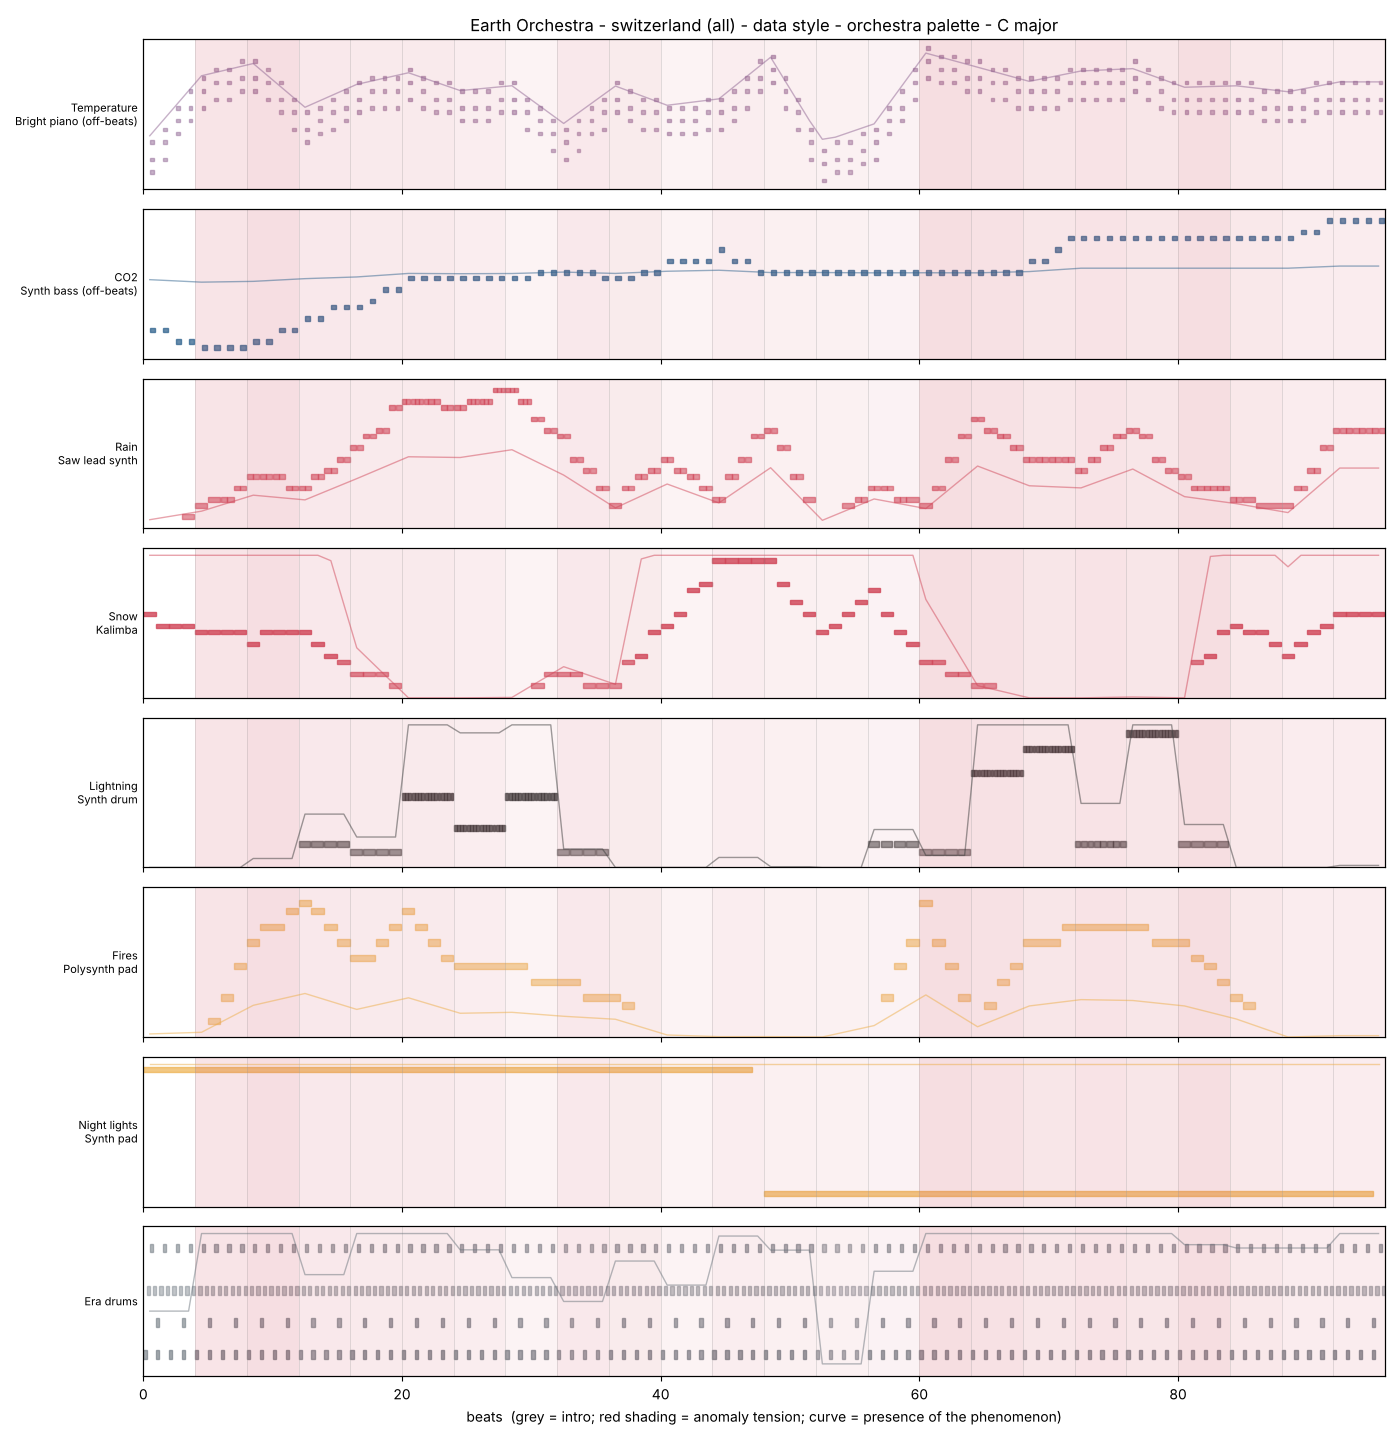 Earth Orchestra - switzerland (all) - data style - orchestra palette - C major
Temperature
Bright piano (off-beats)
CO2
Synth bass (off-beats)
Rain
Saw lead synth
Snow
Kalimba
Lightning
Synth drum
Fires
Polysynth pad
Night lights
Synth pad
Era drums
0 20 40 60 80
beats  (grey = intro; red shading = anomaly tension; curve = presence of the phenomenon)